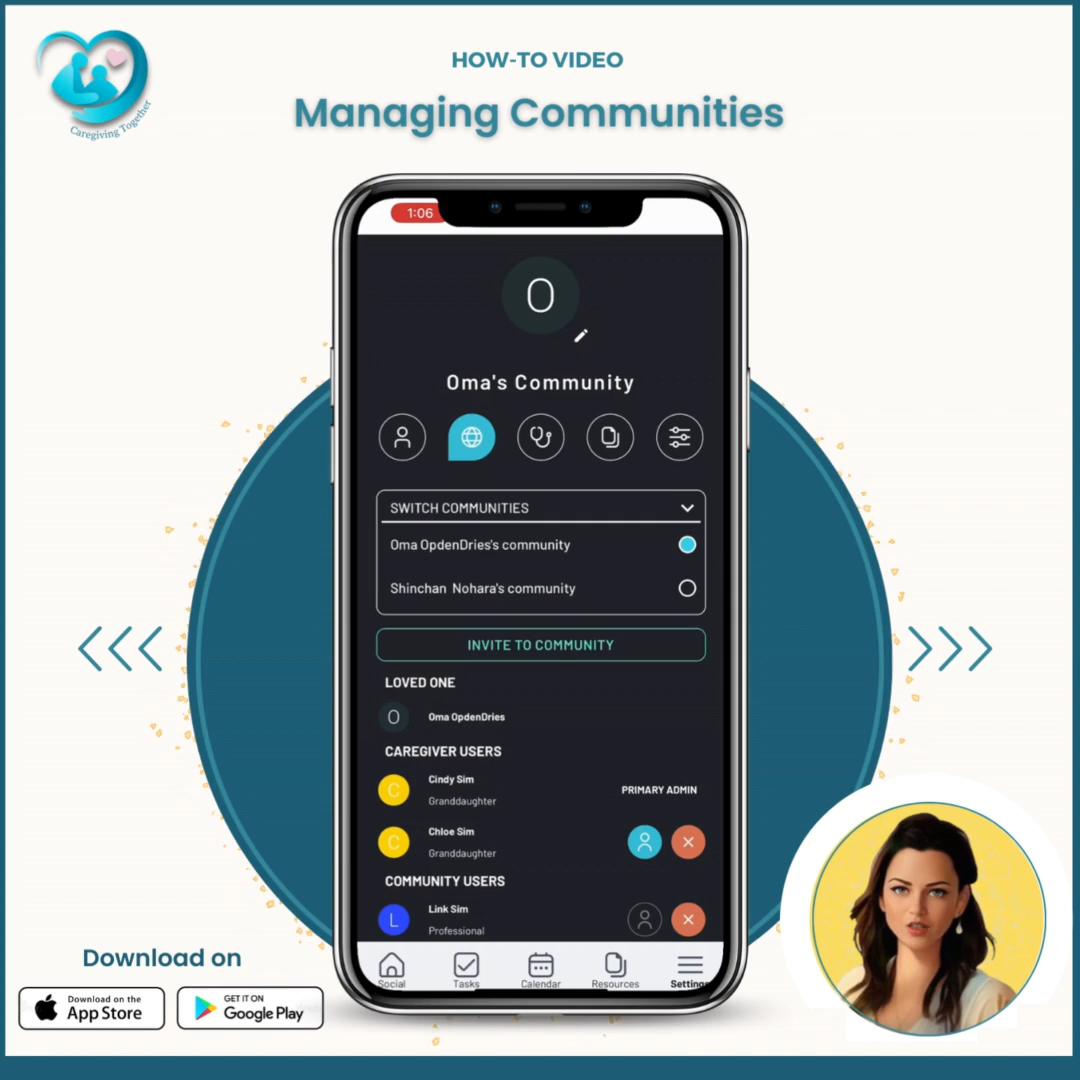 Caregiving Together
HOW-TO VIDEO
Managing Communities
1:06
O
Oma's Community
SWITCH COMMUNITIES
Oma OpdenDries's community
Shinchan Nohara's community
INVITE TO COMMUNITY
LOVED ONE
O
Oma OpdenDries
CAREGIVER USERS
C
Cindy Sim
Granddaughter
PRIMARY ADMIN
C
Chloe Sim
Granddaughter
COMMUNITY USERS
L
Link Sim
Professional
Social
Tasks
Calendar
Resources
Settings
Download on
Download on the
App Store
GET IT ON
Google Play